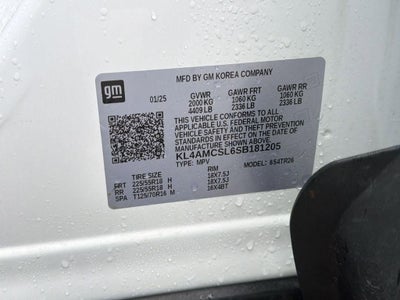 gm
MFD BY GM KOREA COMPANY
01/25 GVWR GAWR FRT GAWR RR
2000 KG 1060 KG 1060 KG
4409 LB 2336 LB 2336 LB
THIS VEHICLE CONFORMS TO ALL
APPLICABLE U.S. FEDERAL MOTOR
VEHICLE SAFETY AND THEFT
PREVENTION STANDARDS IN EFFECT ON
THE DATE OF MANUFACTURE SHOWN ABOVE.
KL4AMCSL6SB181205
TYPE: MPV MODEL: 6S4TR26
TIRE SIZE RIM
FRT 225/55R18 H 18X7.5J
RR 225/55R18 H 18X7.5J
SPA T125/70R16 M 16X4BT